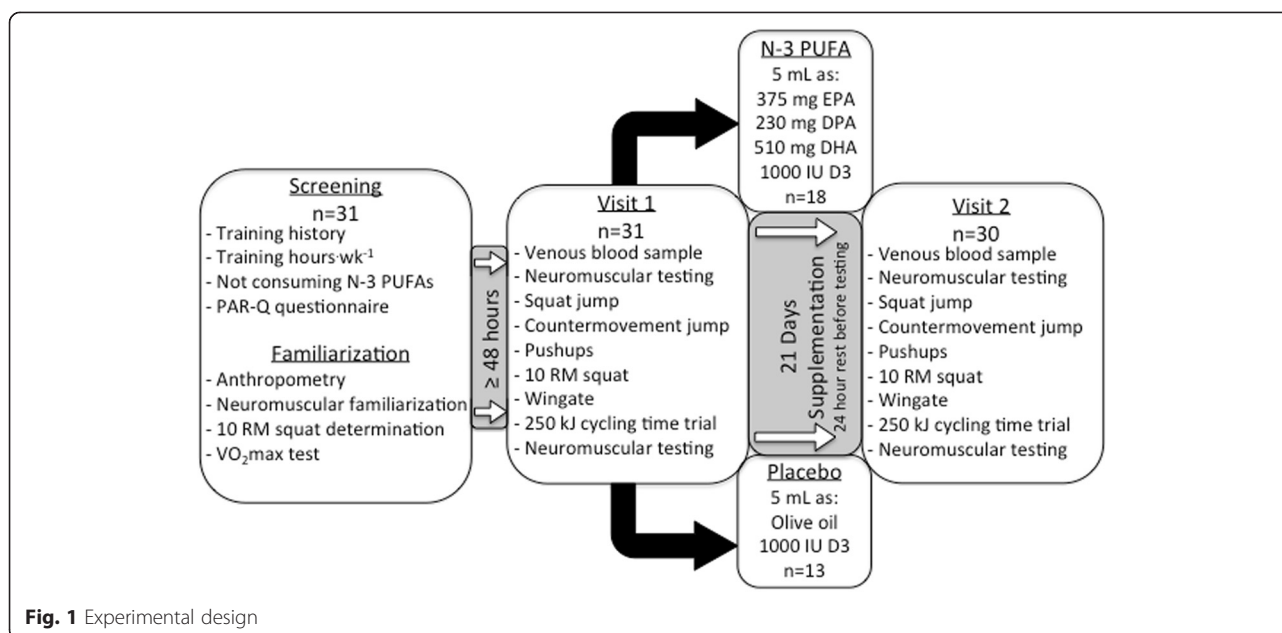 Screening
n=31
- Training history
- Training hours·wk⁻¹
- Not consuming N-3 PUFAs
- PAR-Q questionnaire
Familiarization
- Anthropometry
- Neuromuscular familiarization
- 10 RM squat determination
- VO₂max test
≥ 48 hours
Visit 1
n=31
- Venous blood sample
- Neuromuscular testing
- Squat jump
- Countermovement jump
- Pushups
- 10 RM squat
- Wingate
- 250 kJ cycling time trial
- Neuromuscular testing
N-3 PUFA
5 mL as:
375 mg EPA
230 mg DPA
510 mg DHA
1000 IU D3
n=18
21 Days
Supplementation
24 hour rest before testing
Placebo
5 mL as:
Olive oil
1000 IU D3
n=13
Visit 2
n=30
- Venous blood sample
- Neuromuscular testing
- Squat jump
- Countermovement jump
- Pushups
- 10 RM squat
- Wingate
- 250 kJ cycling time trial
- Neuromuscular testing
Fig. 1 Experimental design